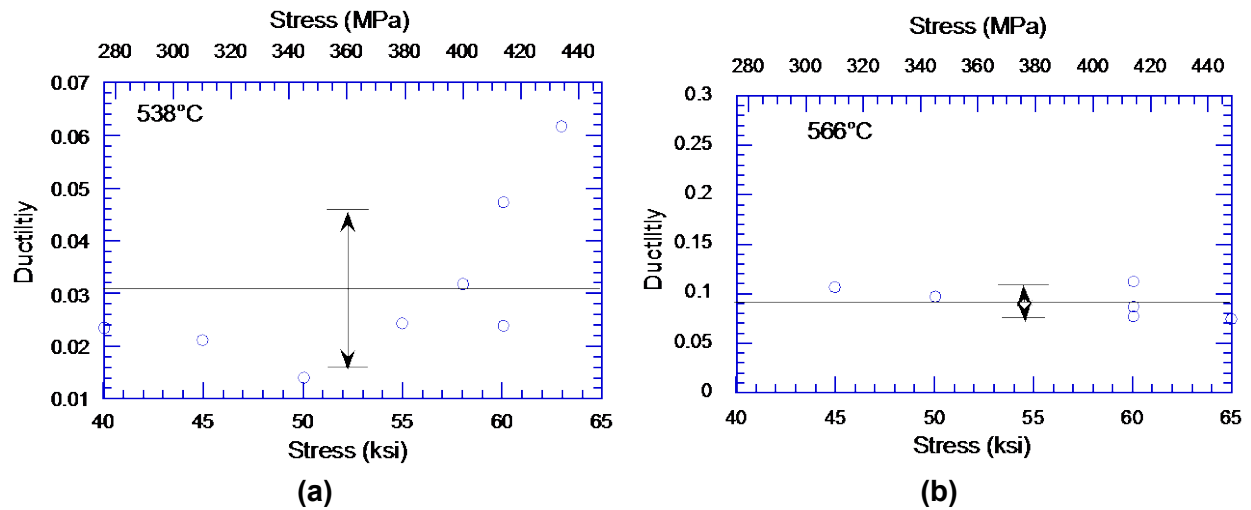 Stress (MPa)
280 300 320 340 360 380 400 420 440
0.07
0.06
0.05
0.04
0.03
0.02
0.01
538°C
Ductiltiy
40 45 50 55 60 65
Stress (ksi)
(a)
Stress (MPa)
280 300 320 340 360 380 400 420 440
0.3
0.25
0.2
0.15
0.1
0.05
0
566°C
Ductiltiy
40 45 50 55 60 65
Stress (ksi)
(b)